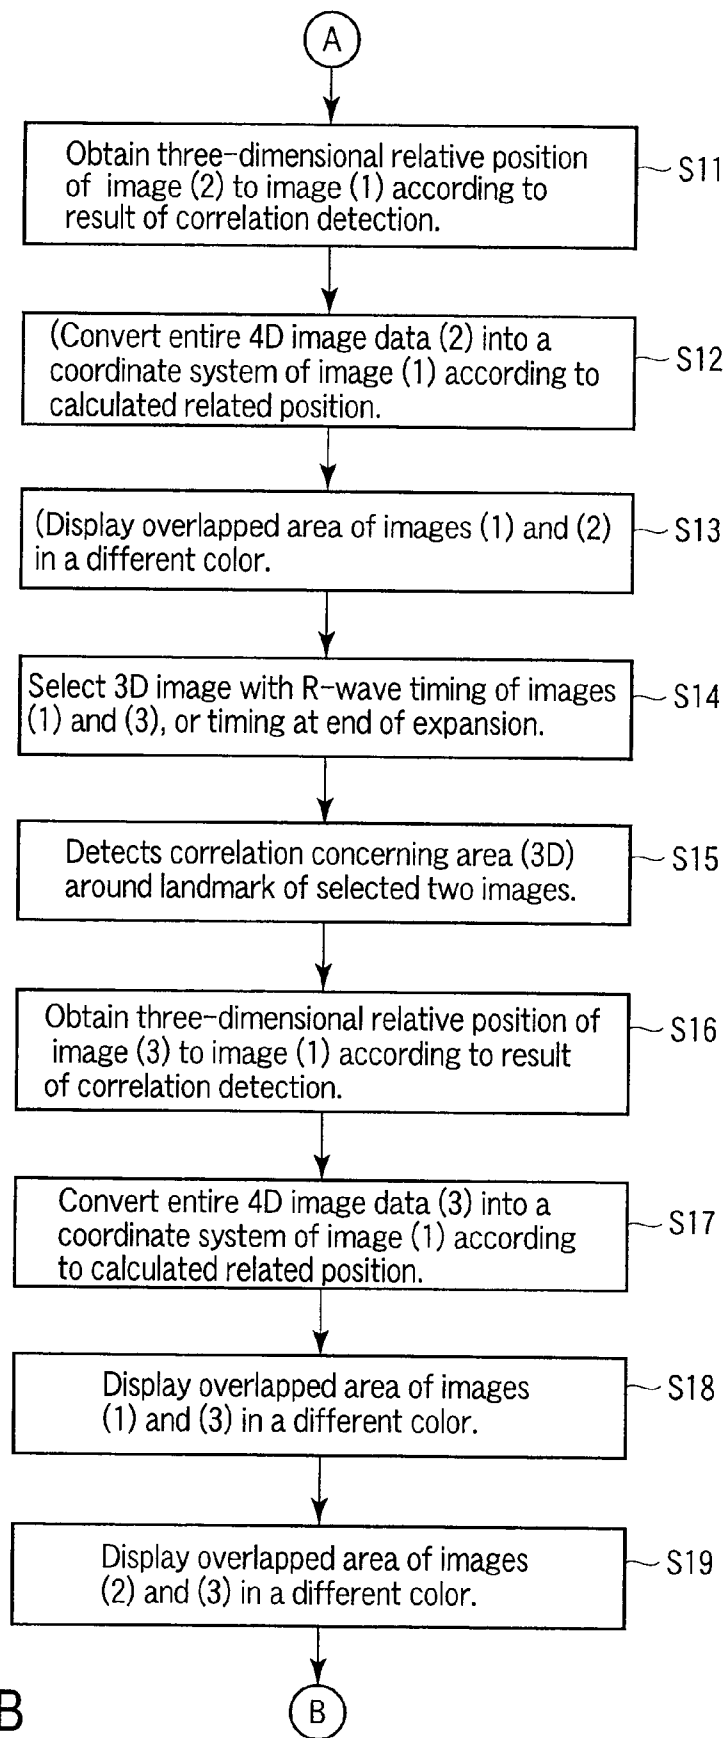 A
Obtain three-dimensional relative position
of image (2) to image (1) according to
result of correlation detection.
S11
(Convert entire 4D image data (2) into a
coordinate system of image (1) according to
calculated related position.
S12
(Display overlapped area of images (1) and (2)
in a different color.
S13
Select 3D image with R-wave timing of images
(1) and (3), or timing at end of expansion.
S14
Detects correlation concerning area (3D)
around landmark of selected two images.
S15
Obtain three-dimensional relative position of
image (3) to image (1) according to result
of correlation detection.
S16
Convert entire 4D image data (3) into a
coordinate system of image (1) according
to calculated related position.
S17
Display overlapped area of images
(1) and (3) in a different color.
S18
Display overlapped area of images
(2) and (3) in a different color.
S19
B
B